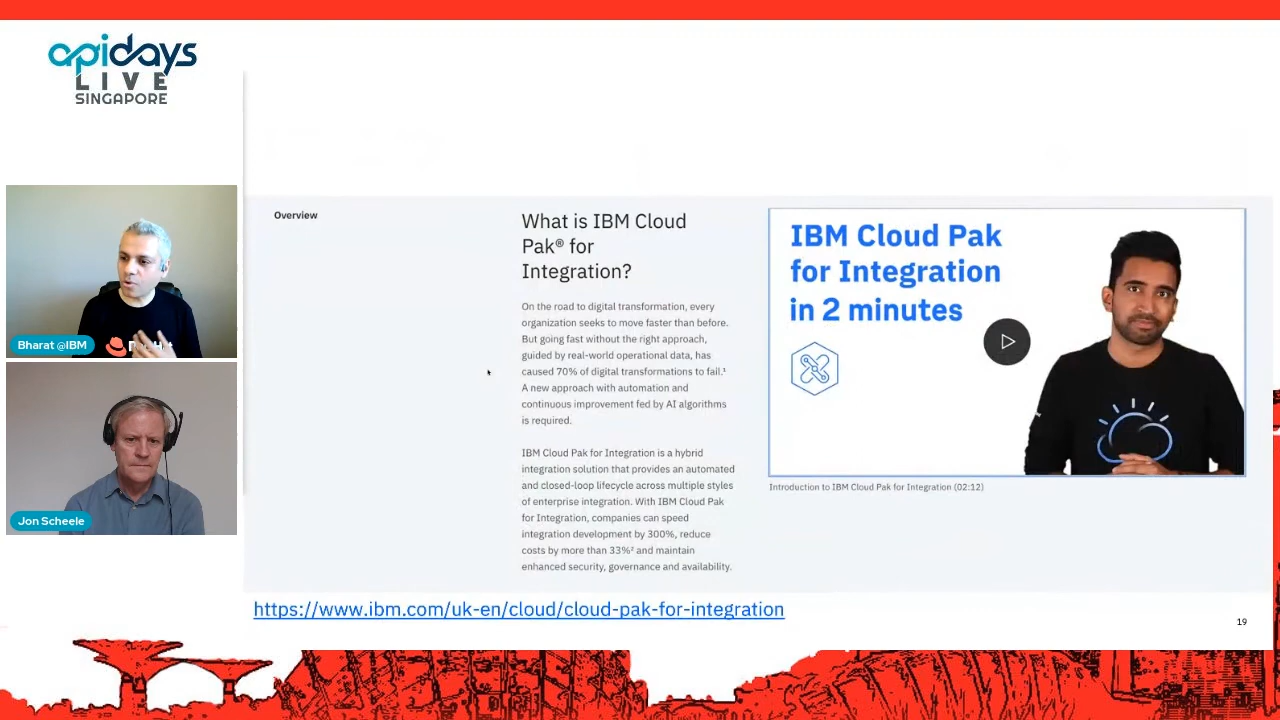 apidays
LIVE
SINGAPORE
Bharat @IBM
Jon Scheele
Overview
What is IBM Cloud
Pak® for
Integration?
On the road to digital transformation, every
organization seeks to move faster than before.
But going fast without the right approach,
guided by real-world operational data, has
caused 70% of digital transformations to fail.¹
A new approach with automation and
continuous improvement fed by AI algorithms
is required.
IBM Cloud Pak for Integration is a hybrid
integration solution that provides an automated
and closed-loop lifecycle across multiple styles
of enterprise integration. With IBM Cloud Pak
for Integration, companies can speed
integration development by 300%, reduce
costs by more than 33%² and maintain
enhanced security, governance and availability.
IBM Cloud Pak
for Integration
in 2 minutes
Introduction to IBM Cloud Pak for Integration (02:12)
https://www.ibm.com/uk-en/cloud/cloud-pak-for-integration
19